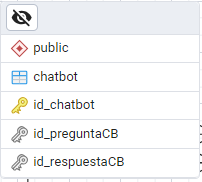 public
chatbot
id_chatbot
id_preguntaCB
id_respuestaCB